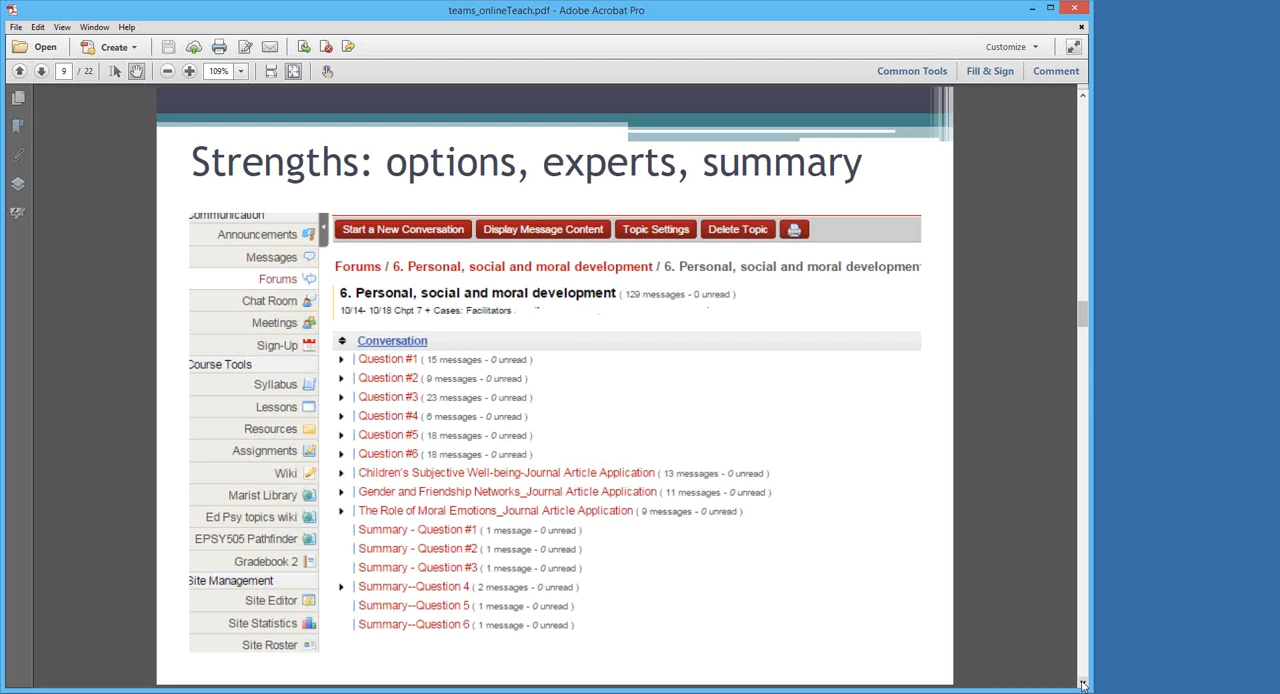 teams_onlineTeach.pdf - Adobe Acrobat Pro
File Edit View Window Help
Open Create Customize
9 / 22 109% Common Tools Fill & Sign Comment
Strengths: options, experts, summary
Communication
Announcements
Messages
Forums
Chat Room
Meetings
Sign-Up
Course Tools
Syllabus
Lessons
Resources
Assignments
Wiki
Marist Library
Ed Psy topics wiki
EPSY505 Pathfinder
Gradebook 2
Site Management
Site Editor
Site Statistics
Site Roster
Start a New Conversation Display Message Content Topic Settings Delete Topic
Forums / 6. Personal, social and moral development / 6. Personal, social and moral developmen
6. Personal, social and moral development ( 129 messages - 0 unread )
10/14- 10/18 Chpt 7 + Cases: Facilitators
Conversation
Question #1 ( 15 messages - 0 unread )
Question #2 ( 9 messages - 0 unread )
Question #3 ( 23 messages - 0 unread )
Question #4 ( 6 messages - 0 unread )
Question #5 ( 18 messages - 0 unread )
Question #6 ( 18 messages - 0 unread )
Children's Subjective Well-being-Journal Article Application ( 13 messages - 0 unread )
Gender and Friendship Networks_Journal Article Application ( 11 messages - 0 unread )
The Role of Moral Emotions_Journal Article Application ( 9 messages - 0 unread )
Summary - Question #1 ( 1 message - 0 unread )
Summary - Question #2 ( 1 message - 0 unread )
Summary - Question #3 ( 1 message - 0 unread )
Summary--Question 4 ( 2 messages - 0 unread )
Summary--Question 5 ( 1 message - 0 unread )
Summary--Question 6 ( 1 message - 0 unread )